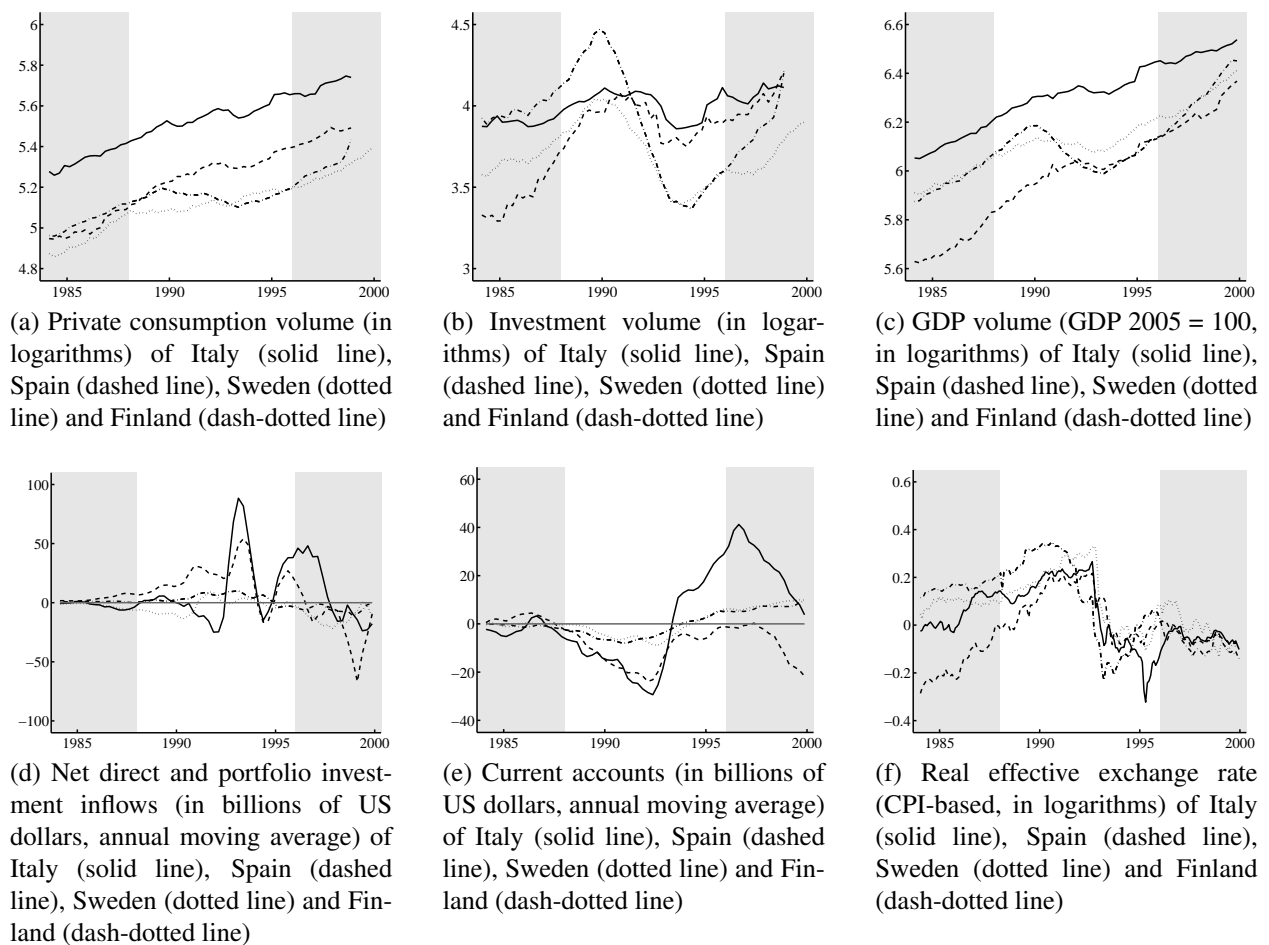 6
5.8
5.6
5.4
5.2
5
4.8
1985 1990 1995 2000
(a) Private consumption volume (in
logarithms) of Italy (solid line),
Spain (dashed line), Sweden (dotted
line) and Finland (dash-dotted line)
4.5
4
3.5
3
1985 1990 1995 2000
(b) Investment volume (in logar-
ithms) of Italy (solid line), Spain
(dashed line), Sweden (dotted line)
and Finland (dash-dotted line)
6.6
6.4
6.2
6
5.8
5.6
1985 1990 1995 2000
(c) GDP volume (GDP 2005 = 100,
in logarithms) of Italy (solid line),
Spain (dashed line), Sweden (dotted
line) and Finland (dash-dotted line)
100
50
0
−50
−100
1985 1990 1995 2000
(d) Net direct and portfolio invest-
ment inflows (in billions of US
dollars, annual moving average) of
Italy (solid line), Spain (dashed
line), Sweden (dotted line) and Fin-
land (dash-dotted line)
60
40
20
0
−20
−40
1985 1990 1995 2000
(e) Current accounts (in billions of
US dollars, annual moving average)
of Italy (solid line), Spain (dashed
line), Sweden (dotted line) and Fin-
land (dash-dotted line)
0.6
0.4
0.2
0
−0.2
−0.4
1985 1990 1995 2000
(f) Real effective exchange rate
(CPI-based, in logarithms) of Italy
(solid line), Spain (dashed line),
Sweden (dotted line) and Finland
(dash-dotted line)